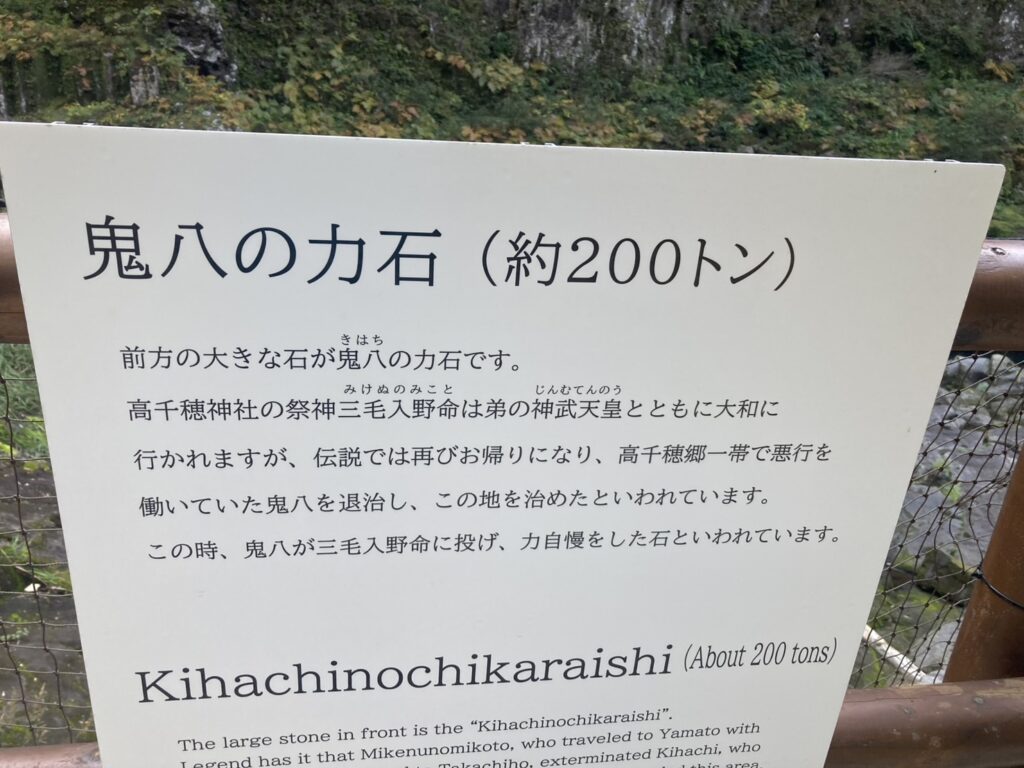 鬼八の力石（約200トン）
きはち
前方の大きな石が鬼八の力石です。
みけぬのみこと じんむてんのう
高千穂神社の祭神三毛入野命は弟の神武天皇とともに大和に
行かれますが、伝説では再びお帰りになり、高千穂郷一帯で悪行を
働いていた鬼八を退治し、この地を治めたといわれています。
この時、鬼八が三毛入野命に投げ、力自慢をした石といわれています。
Kihachinochikaraishi (About 200 tons)
The large stone in front is the “Kihachinochikaraishi”.
Legend has it that Mikenunomikoto, who traveled to Yamato with
Takachiho, exterminated Kihachi, who
this area.